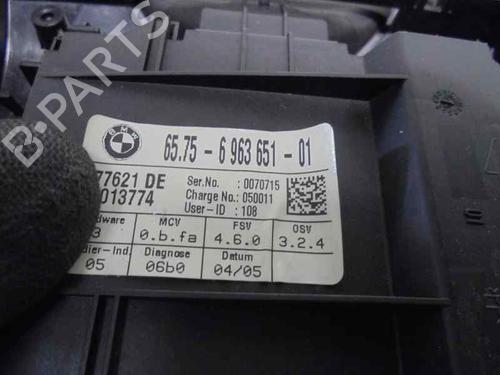 B-PARTS
BMW
65.75 - 6 963 651 - 01
77621 DE
013774
Ser.No. : 0070715
Charge No.: 050011
User-ID : 108
MCV FSV OSV
3 0.b.fa 4.6.0 3.2.4
Diagnose Datum
05 06b0 04/05